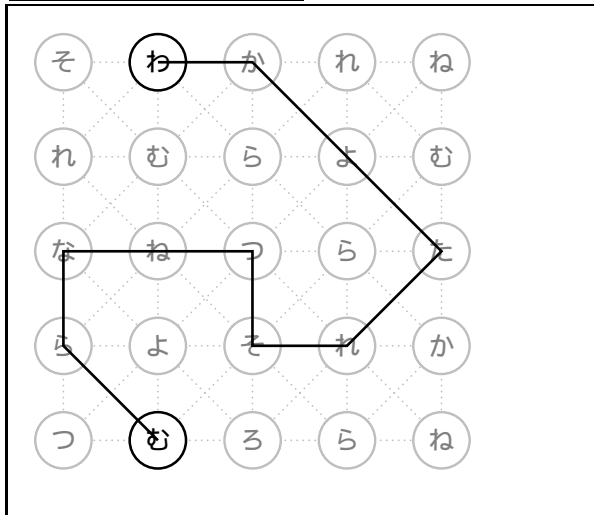 そ わ か れ ね
れ む ら よ む
な ね つ ら た
ら よ そ れ か
つ む ろ ら ね